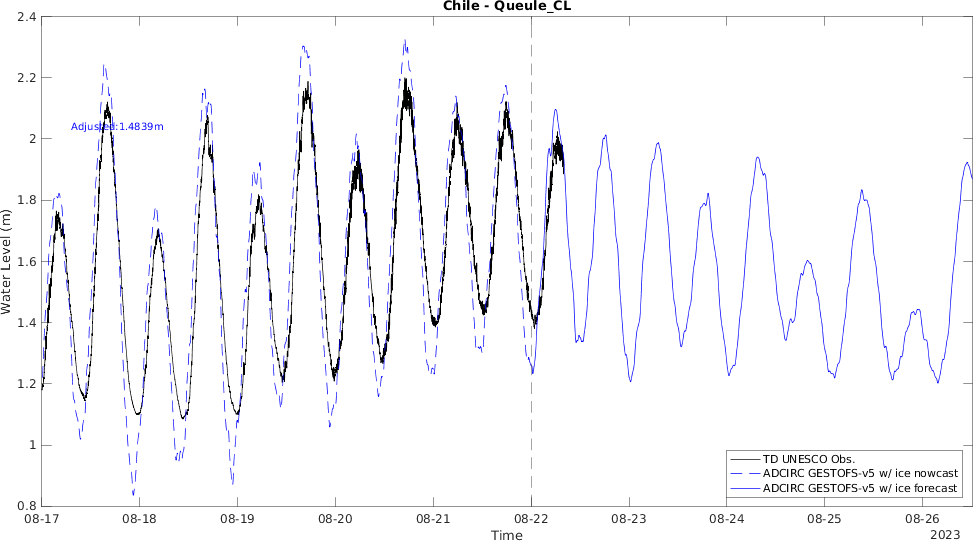 Chile - Queule_CL
2.4
2.2
2
1.8
1.6
1.4
1.2
1
0.8
Water Level (m)
Adjusted:1.4839m
TD UNESCO Obs.
ADCIRC GESTOFS-v5 w/ ice nowcast
ADCIRC GESTOFS-v5 w/ ice forecast
08-17 08-18 08-19 08-20 08-21 08-22 08-23 08-24 08-25 08-26
Time
2023